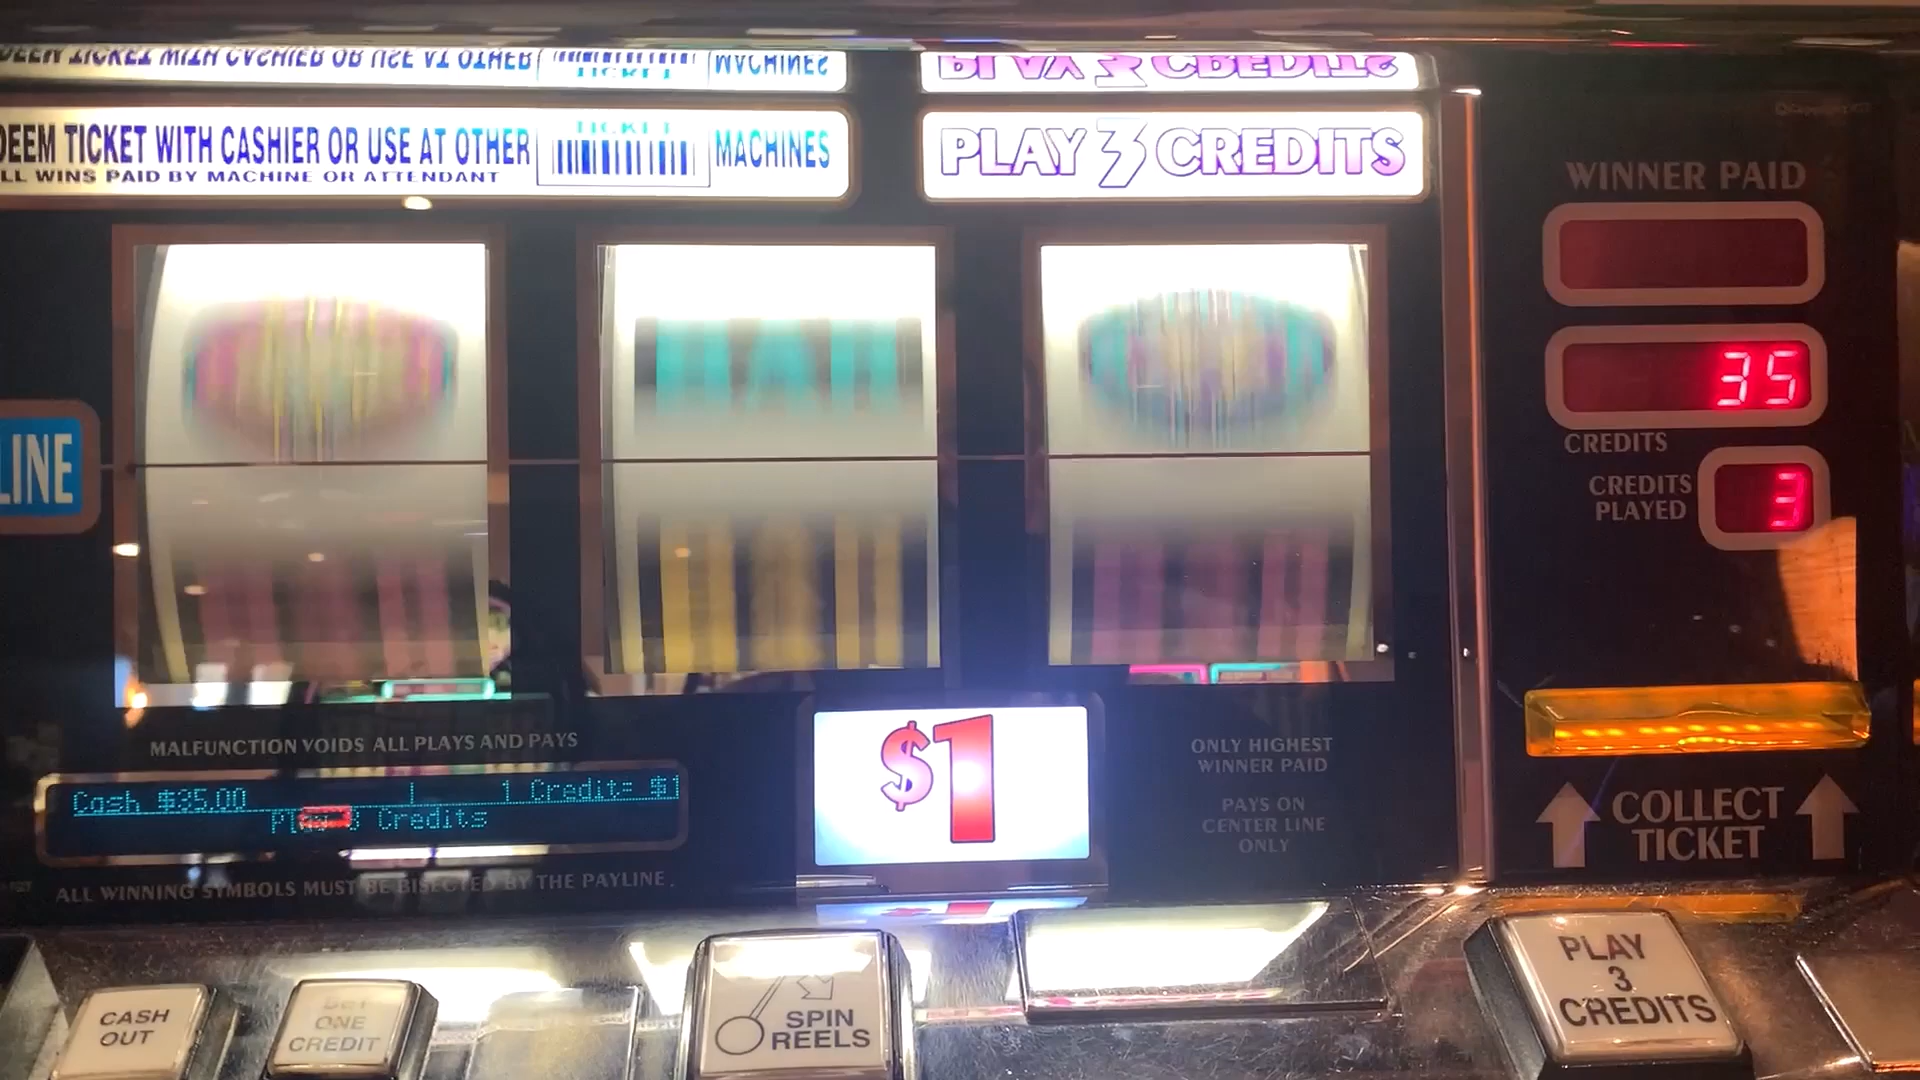 DEEM TICKET WITH CASHIER OR USE AT OTHER
TICKET
MACHINES
LL WINS PAID BY MACHINE OR ATTENDANT
PLAY 3 CREDITS
WINNER PAID
35
CREDITS
CREDITS
PLAYED
3
LINE
MALFUNCTION VOIDS ALL PLAYS AND PAYS
Cash $35.00
1 Credit= $1
Play 3 Credits
ALL WINNING SYMBOLS MUST BE BISECTED BY THE PAYLINE.
$1
ONLY HIGHEST
WINNER PAID
PAYS ON
CENTER LINE
ONLY
COLLECT
TICKET
CASH
OUT
BET
ONE
CREDIT
SPIN
REELS
PLAY
3
CREDITS